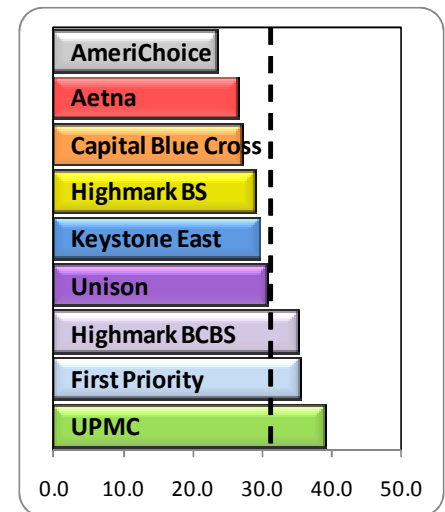 AmeriChoice
Aetna
Capital Blue Cross
Highmark BS
Keystone East
Unison
Highmark BCBS
First Priority
UPMC
0.0 10.0 20.0 30.0 40.0 50.0